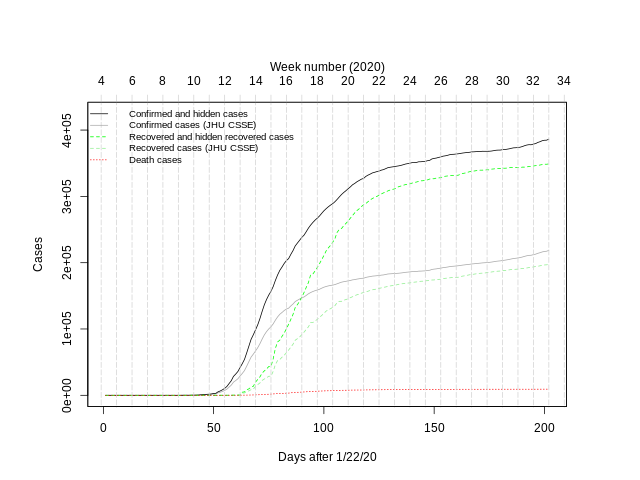 Week number (2020)
4 6 8 10 12 14 16 18 20 22 24 26 28 30 32 34
Confirmed and hidden cases
Confirmed cases (JHU CSSE)
Recovered and hidden recovered cases
Recovered cases (JHU CSSE)
Death cases
4e+05
3e+05
2e+05
1e+05
0e+00
Cases
0 50 100 150 200
Days after 1/22/20